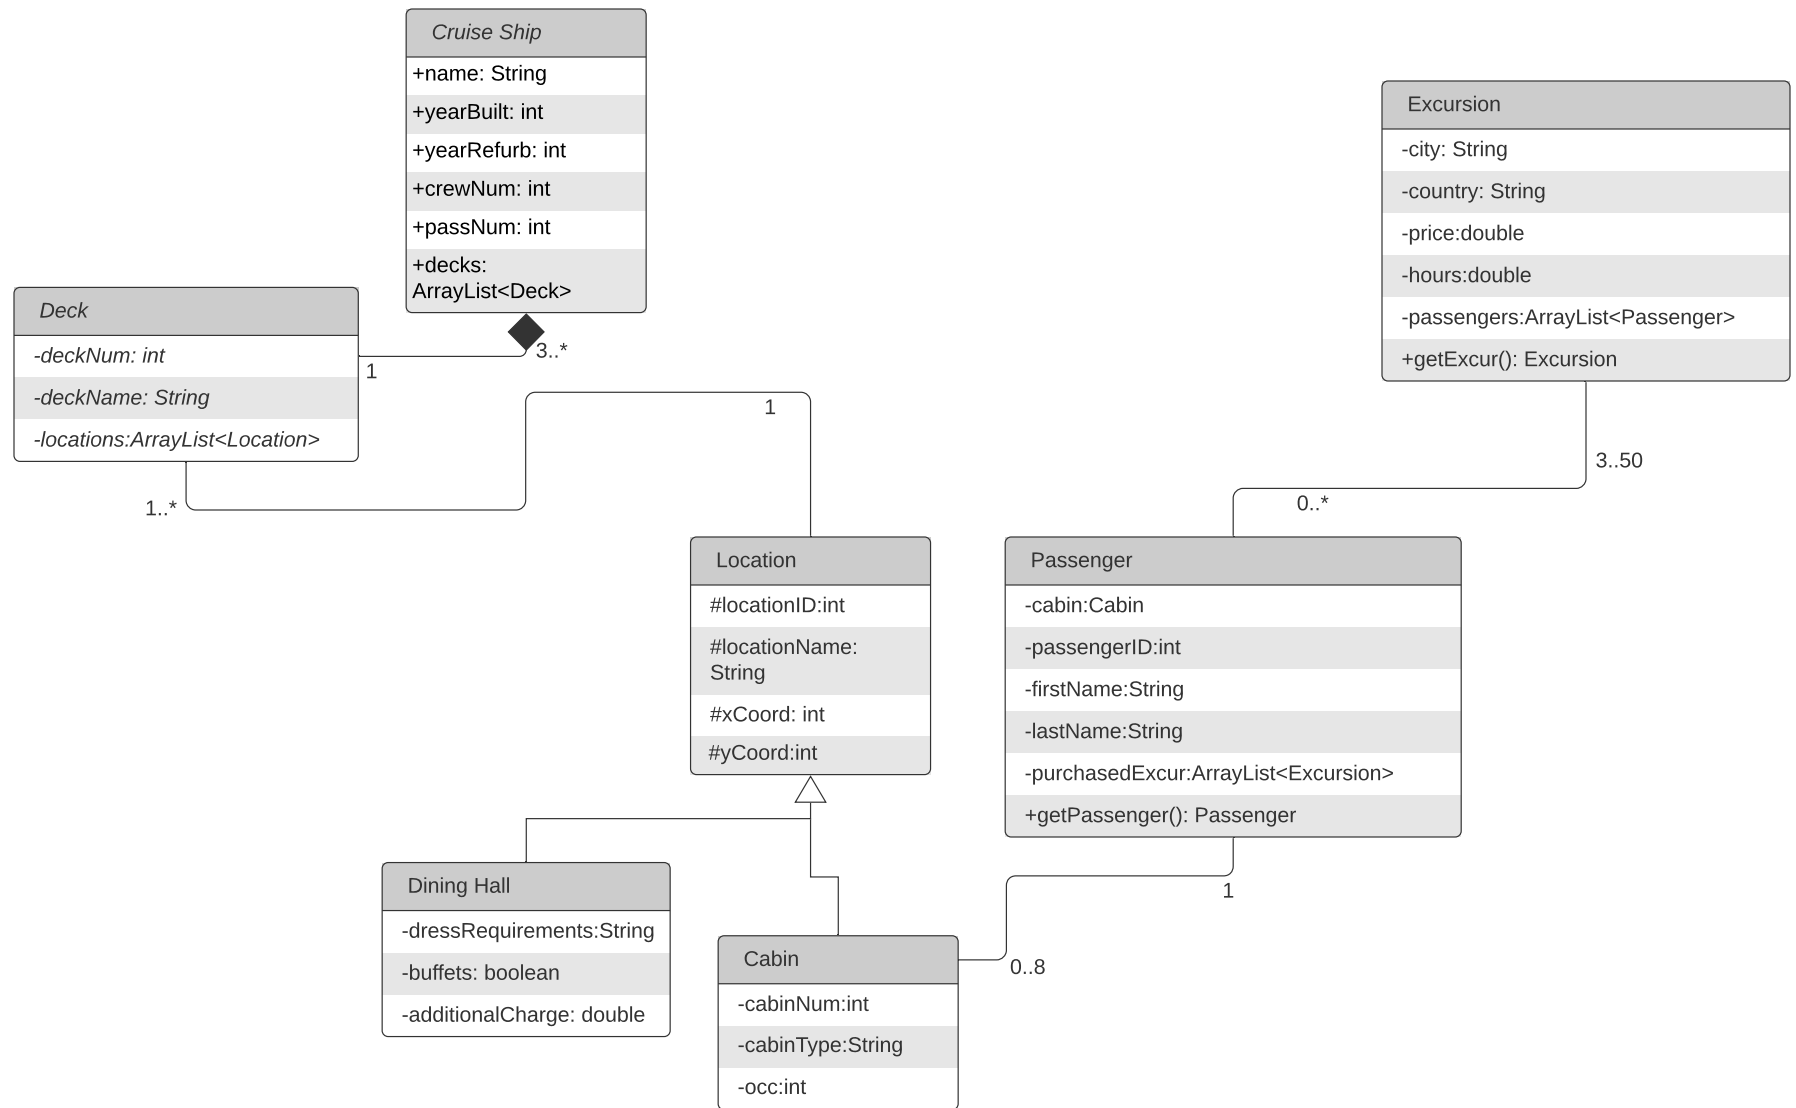 Cruise Ship
+name: String
+yearBuilt: int
+yearRefurb: int
+crewNum: int
+passNum: int
+decks:
ArrayList<Deck>
3..*
Deck
-deckNum: int
-deckName: String
-locations:ArrayList<Location>
1
1..*
1
Location
#locationID:int
#locationName:
String
#xCoord: int
#yCoord:int
Dining Hall
-dressRequirements:String
-buffets: boolean
-additionalCharge: double
Cabin
-cabinNum:int
-cabinType:String
-occ:int
0..8
1
Passenger
-cabin:Cabin
-passengerID:int
-firstName:String
-lastName:String
-purchasedExcur:ArrayList<Excursion>
+getPassenger(): Passenger
0..*
3..50
Excursion
-city: String
-country: String
-price:double
-hours:double
-passengers:ArrayList<Passenger>
+getExcur(): Excursion